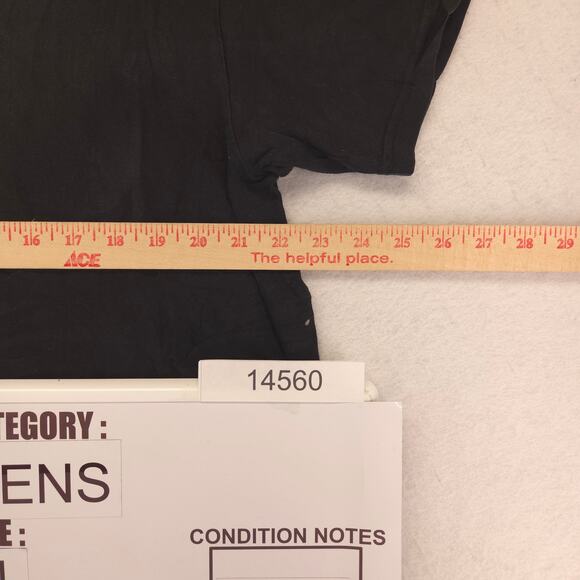 16 17 18 19 20 21 22 23 24 25 26 27 28 29
ACE The helpful place.
14560
TEGORY :
ENS
E :
CONDITION NOTES